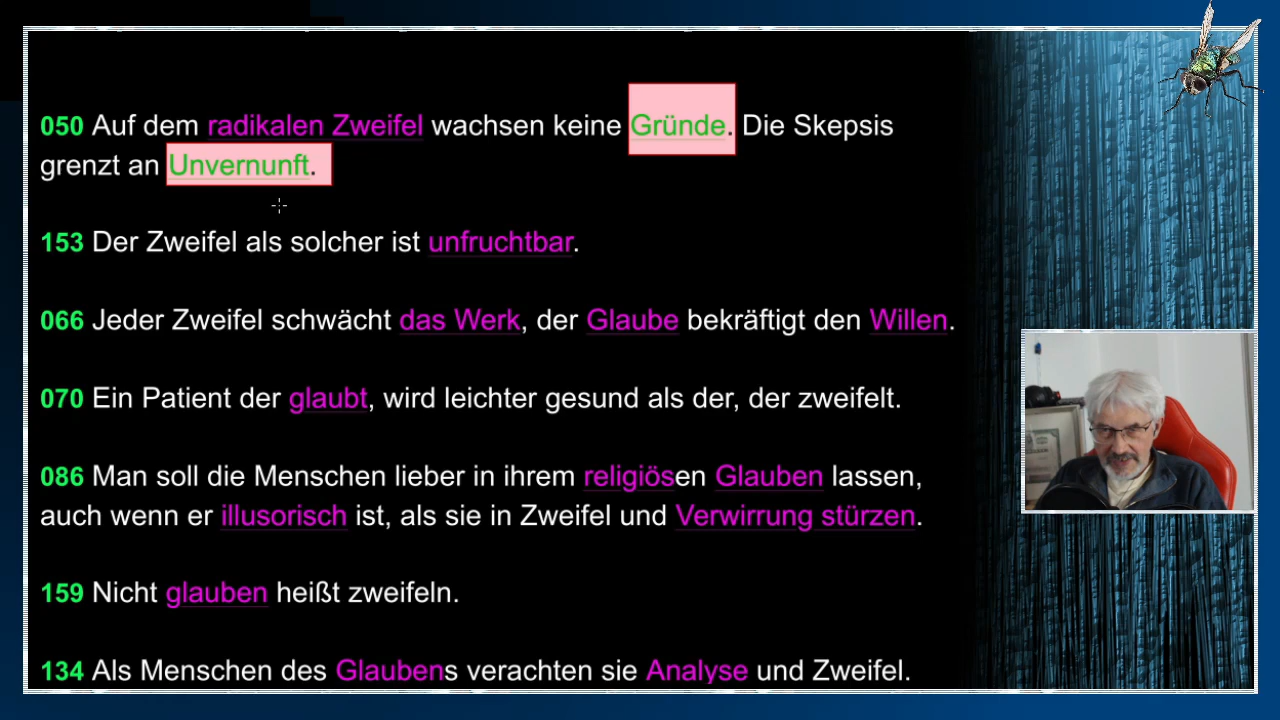 050 Auf dem radikalen Zweifel wachsen keine Gründe. Die Skepsis
grenzt an Unvernunft.
153 Der Zweifel als solcher ist unfruchtbar.
066 Jeder Zweifel schwächt das Werk, der Glaube bekräftigt den Willen.
070 Ein Patient der glaubt, wird leichter gesund als der, der zweifelt.
086 Man soll die Menschen lieber in ihrem religiösen Glauben lassen,
auch wenn er illusorisch ist, als sie in Zweifel und Verwirrung stürzen.
159 Nicht glauben heißt zweifeln.
134 Als Menschen des Glaubens verachten sie Analyse und Zweifel.